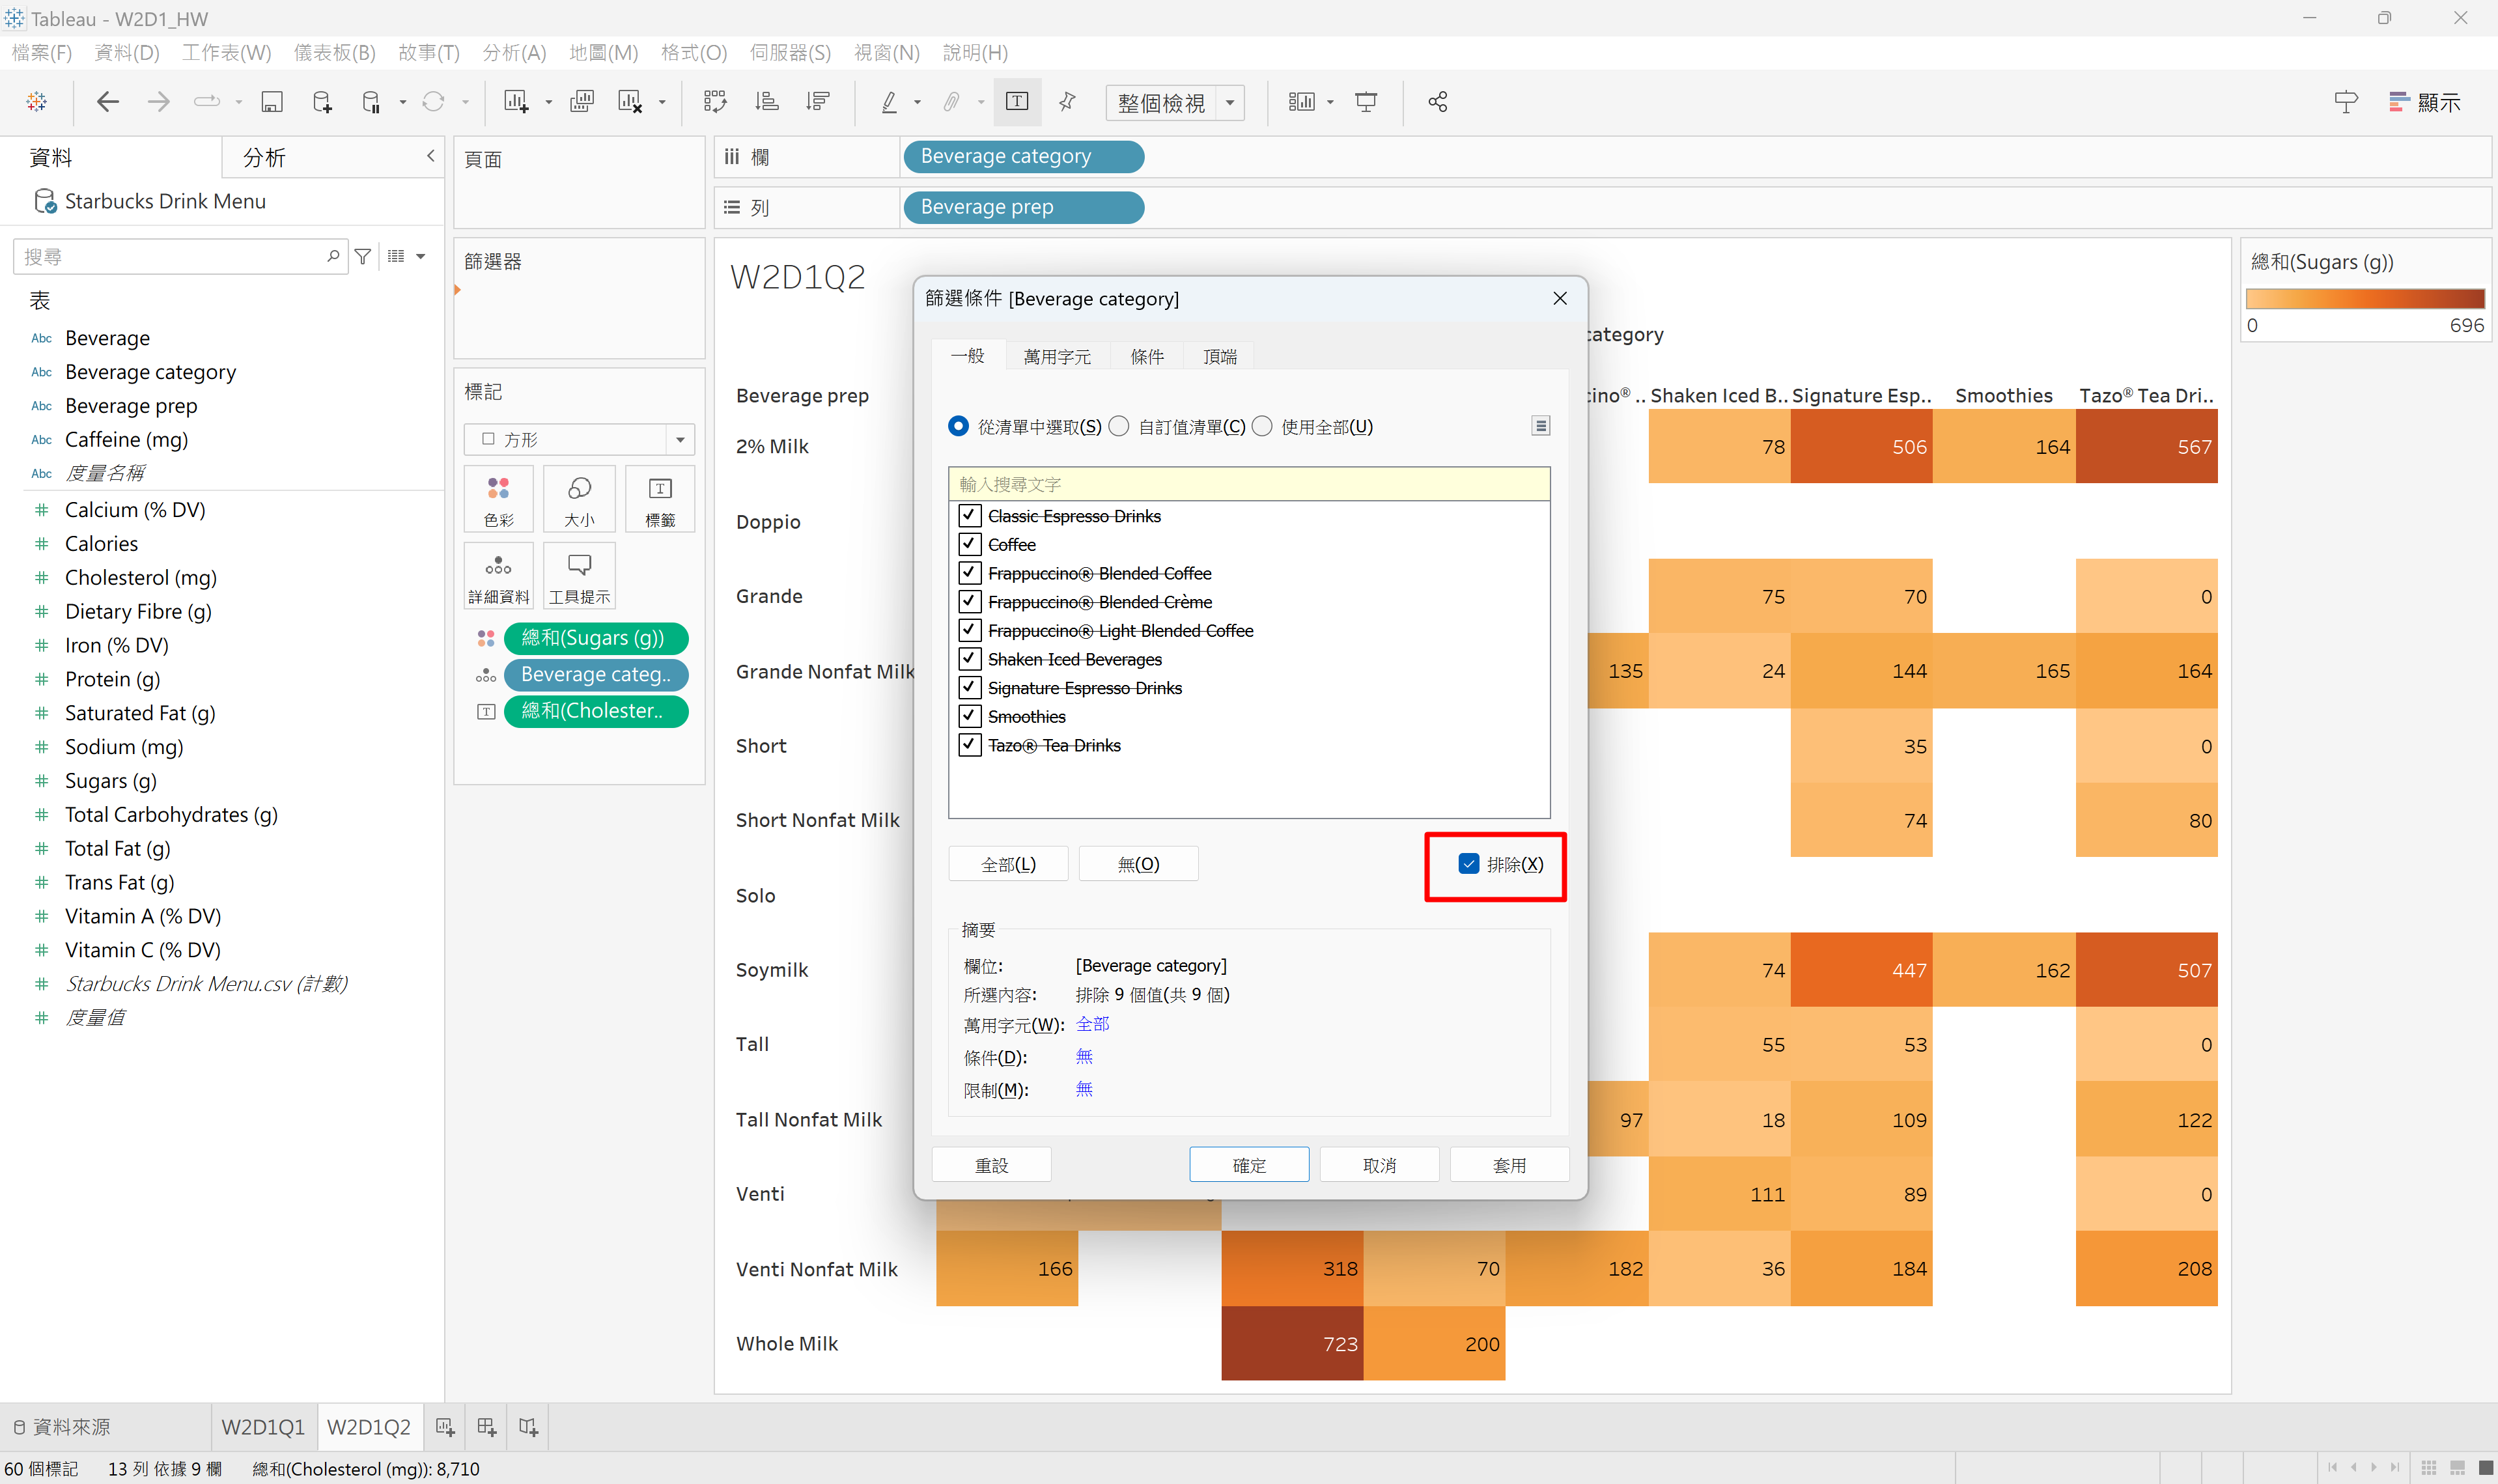 Tableau - W2D1_HW
檔案(F) 資料(D) 工作表(W) 儀表板(B) 故事(T) 分析(A) 地圖(M) 格式(O) 伺服器(S) 視窗(N) 說明(H)
整個檢視
顯示
資料
分析
Starbucks Drink Menu
搜尋
表
Abc Beverage
Abc Beverage category
Abc Beverage prep
Abc Caffeine (mg)
Abc 度量名稱
Calcium (% DV)
Calories
Cholesterol (mg)
Dietary Fibre (g)
Iron (% DV)
Protein (g)
Saturated Fat (g)
Sodium (mg)
Sugars (g)
Total Carbohydrates (g)
Total Fat (g)
Trans Fat (g)
Vitamin A (% DV)
Vitamin C (% DV)
Starbucks Drink Menu.csv (計數)
度量值
頁面
篩選器
標記
方形
色彩
大小
標籤
詳細資料
工具提示
總和(Sugars (g))
Beverage categ..
總和(Cholester..
欄 Beverage category
列 Beverage prep
W2D1Q2
category
Beverage prep
ino® .. Shaken Iced B.. Signature Esp.. Smoothies Tazo® Tea Dri..
2% Milk 78 506 164 567
Doppio
Grande 75 70 0
Grande Nonfat Milk 135 24 144 165 164
Short 35 0
Short Nonfat Milk 74 80
Solo
Soymilk 74 447 162 507
Tall 55 53 0
Tall Nonfat Milk 97 18 109 122
Venti 111 89 0
Venti Nonfat Milk 166 318 70 182 36 184 208
Whole Milk 723 200
篩選條件 [Beverage category]
一般 萬用字元 條件 頂端
從清單中選取(S) 自訂值清單(C) 使用全部(U)
輸入搜尋文字
Classic Espresso Drinks
Coffee
Frappuccino® Blended Coffee
Frappuccino® Blended Crème
Frappuccino® Light Blended Coffee
Shaken Iced Beverages
Signature Espresso Drinks
Smoothies
Tazo® Tea Drinks
全部(L) 無(O) 排除(X)
摘要
欄位: [Beverage category]
所選內容: 排除 9 個值(共 9 個)
萬用字元(W): 全部
條件(D): 無
限制(M): 無
重設 確定 取消 套用
總和(Sugars (g))
0 696
資料來源 W2D1Q1 W2D1Q2
60 個標記 13 列 依據 9 欄 總和(Cholesterol (mg)): 8,710